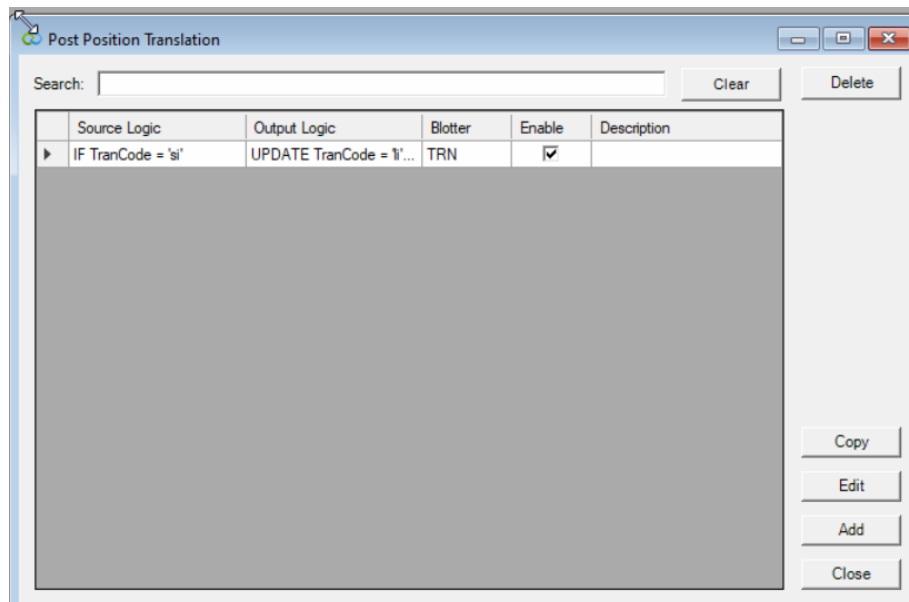 Post Position Translation
Search: Clear Delete
Source Logic Output Logic Blotter Enable Description
IF TranCode = 'si' UPDATE TranCode = 'li'... TRN
Copy
Edit
Add
Close